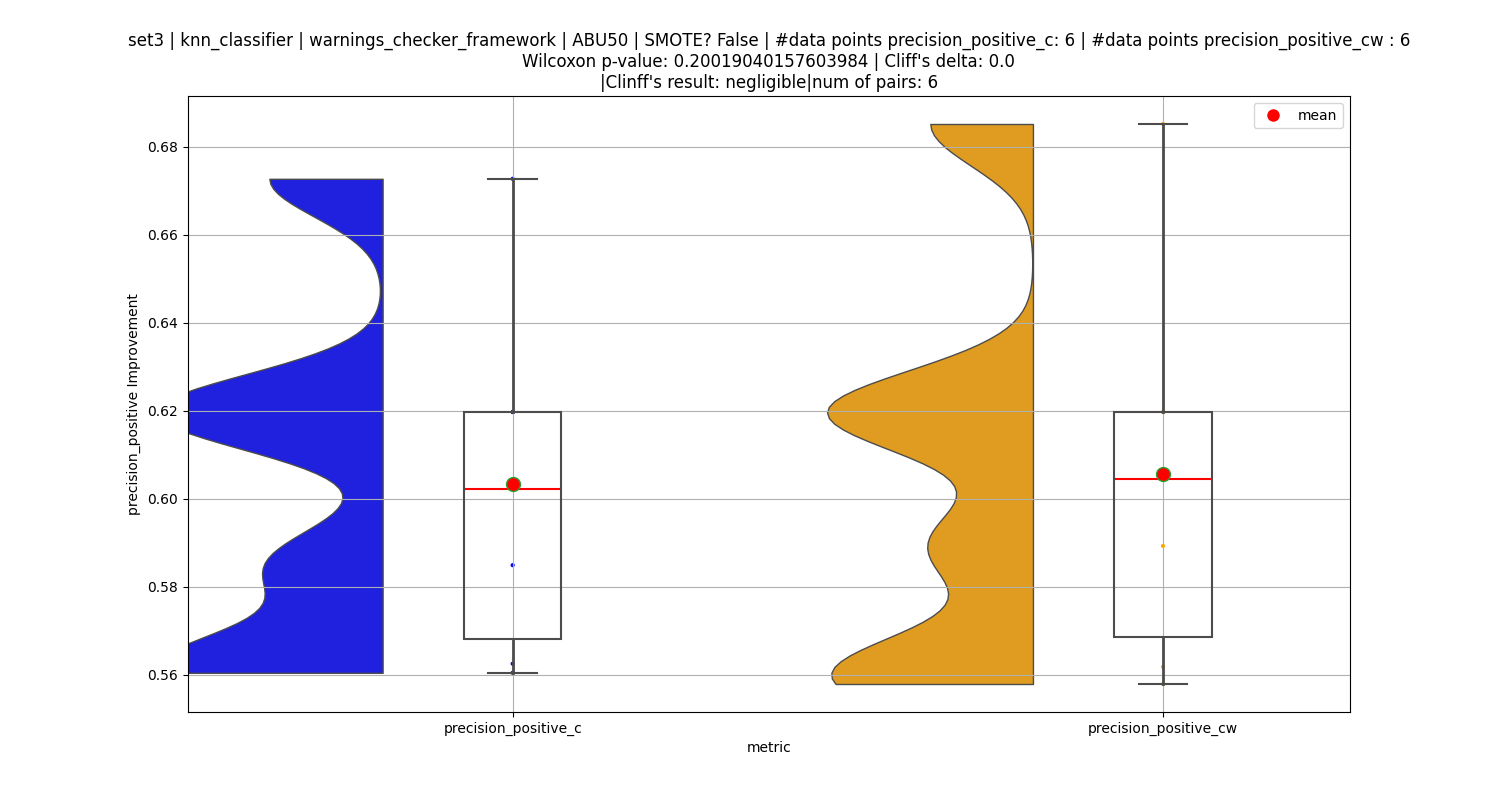 set3 | knn_classifier | warnings_checker_framework | ABU50 | SMOTE? False | #data points precision_positive_c: 6 | #data points precision_positive_cw : 6
Wilcoxon p-value: 0.20019040157603984 | Cliff's delta: 0.0
|Clinff's result: negligible|num of pairs: 6
mean
precision_positive Improvement
0.68
0.66
0.64
0.62
0.60
0.58
0.56
precision_positive_c
precision_positive_cw
metric